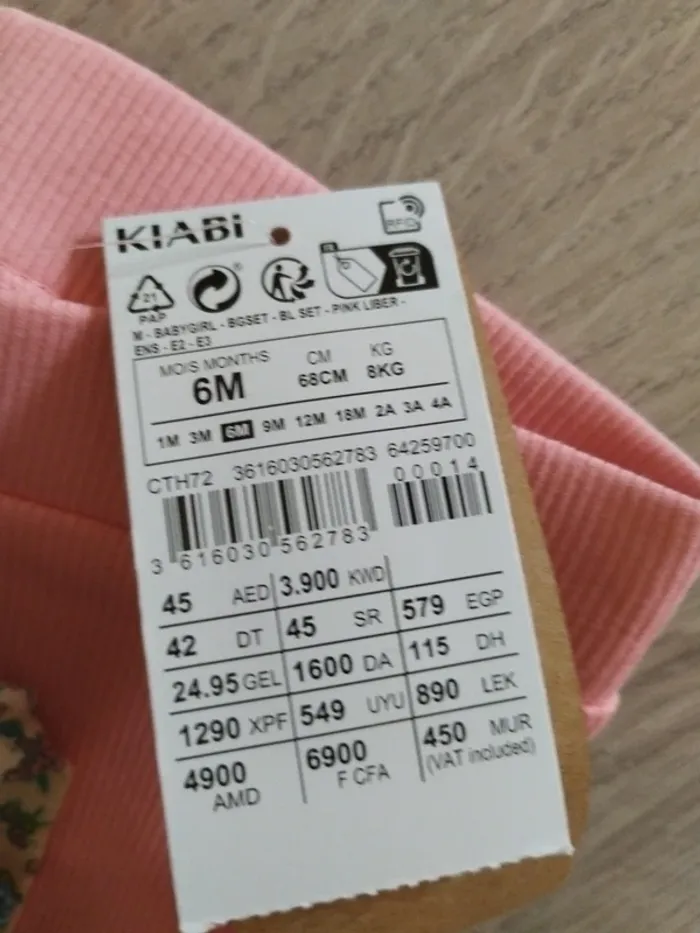 KIABI
RFID
21
PAP
FR
M - BABYGIRL - BGSET - BL SET - PINK LIBER -
ENS - E2 - E3
MOIS MONTHS CM KG
6M 68CM 8KG
1M 3M 6M 9M 12M 18M 2A 3A 4A
CTH72 3616030562783 64259700
00014
3 616030 562783
45 AED 3.900 KWD
42 DT 45 SR 579 EGP
24.95 GEL 1600 DA 115 DH
1290 XPF 549 UYU 890 LEK
4900 AMD 6900 F CFA 450 MUR
(VAT included)